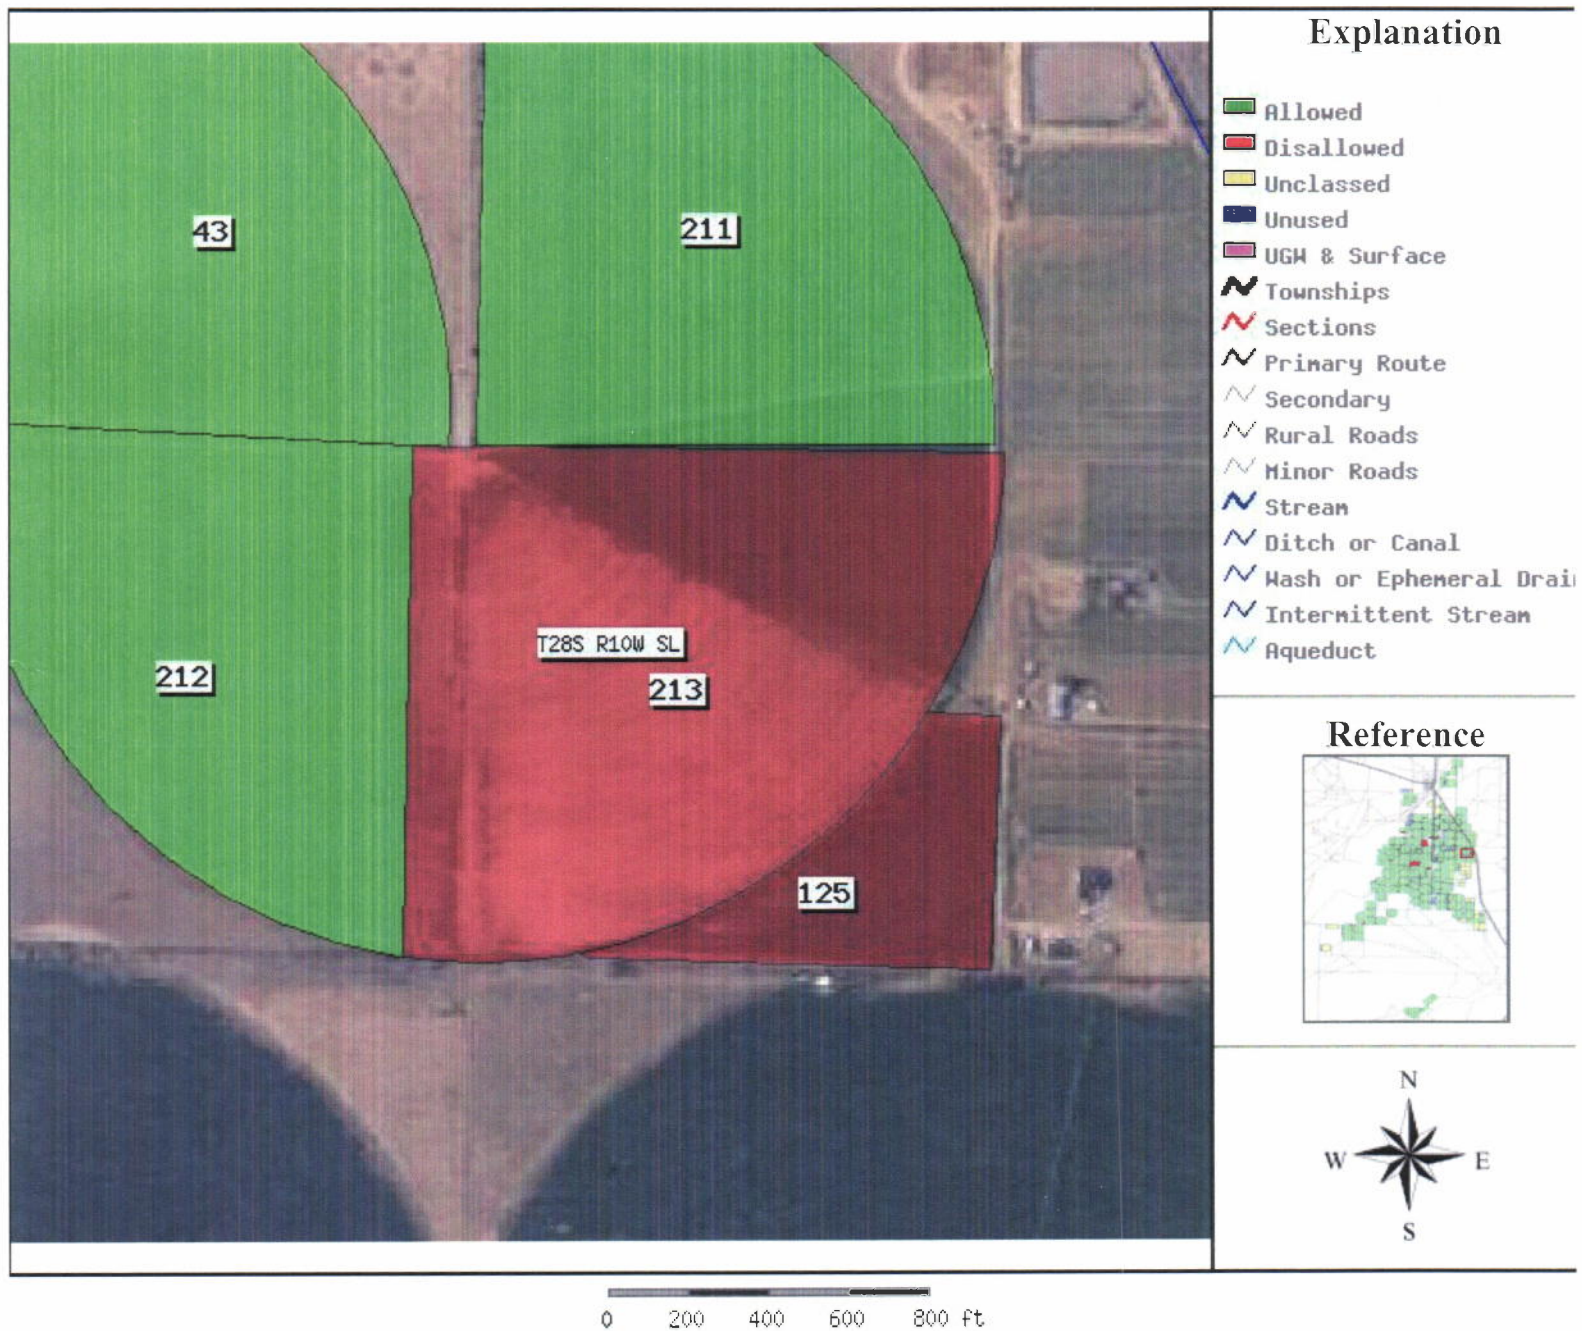 43
211
T28S R10W SL
213
212
125
Explanation
Allowed
Disallowed
Unclassed
Unused
UGW & Surface
Townships
Sections
Primary Route
Secondary
Rural Roads
Minor Roads
Stream
Ditch or Canal
Wash or Ephemeral Drai
Intermittent Stream
Aqueduct
Reference
N
W E
S
0 200 400 600 800 ft